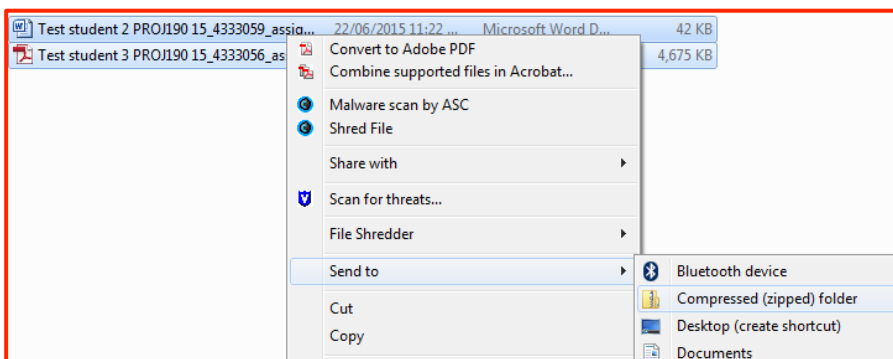 Test student 2 PROJ190 15_4333059_assig... 22/06/2015 11:22 ... Microsoft Word D... 42 KB
Test student 3 PROJ190 15_4333056_as 4,675 KB
Convert to Adobe PDF
Combine supported files in Acrobat...
Malware scan by ASC
Shred File
Share with
Scan for threats...
File Shredder
Send to
Bluetooth device
Compressed (zipped) folder
Cut
Desktop (create shortcut)
Copy
Documents